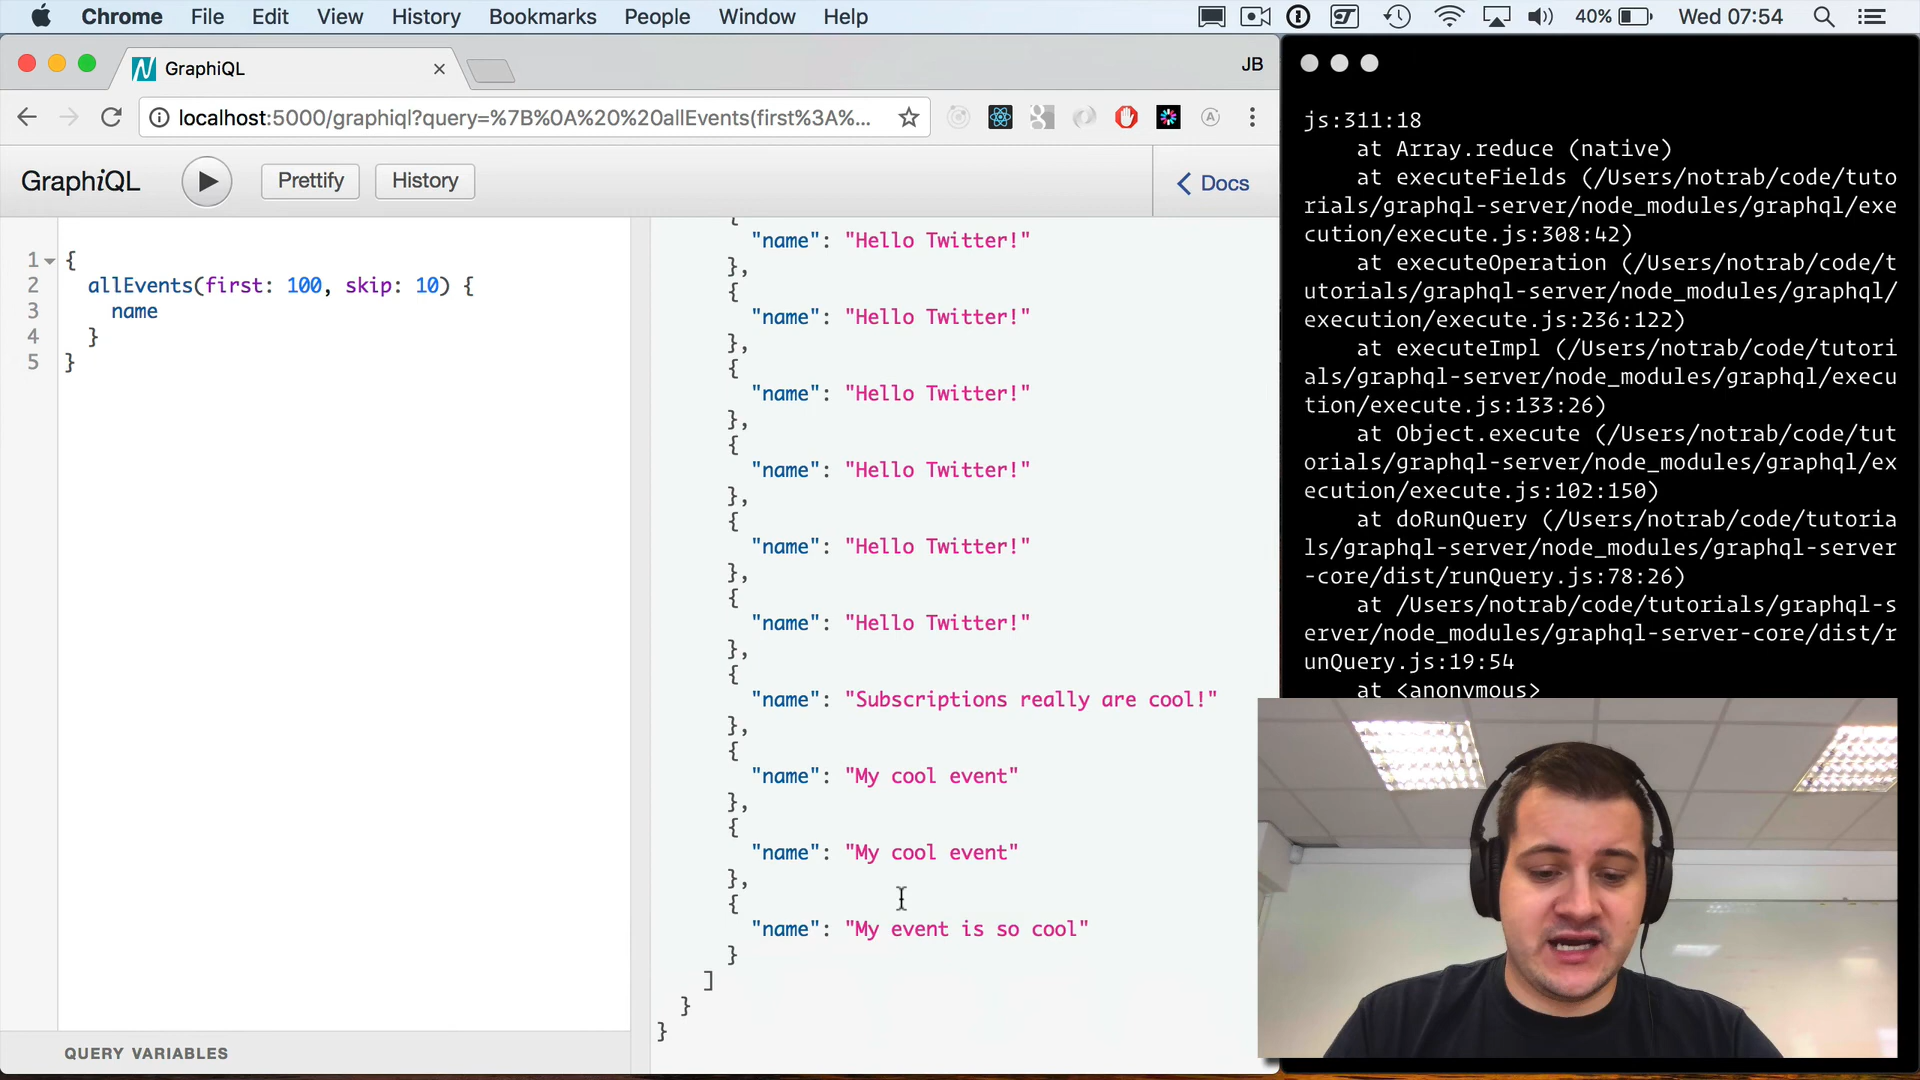 Chrome File Edit View History Bookmarks People Window Help 40% Wed 07:54
GraphiQL JB
localhost:5000/graphiql?query=%7B%0A%20%20allEvents(first%3A%...
GraphiQL Prettify History Docs
1 {
2 allEvents(first: 100, skip: 10) {
3 name
4 }
5 }
QUERY VARIABLES
{
"name": "Hello Twitter!"
},
{
"name": "Hello Twitter!"
},
{
"name": "Hello Twitter!"
},
{
"name": "Hello Twitter!"
},
{
"name": "Hello Twitter!"
},
{
"name": "Hello Twitter!"
},
{
"name": "Subscriptions really are cool!"
},
{
"name": "My cool event"
},
{
"name": "My cool event"
},
{
"name": "My event is so cool"
}
]
}
}
js:311:18
at Array.reduce (native)
at executeFields (/Users/notrab/code/tuto
rials/graphql-server/node_modules/graphql/exe
cution/execute.js:308:42)
at executeOperation (/Users/notrab/code/t
utorials/graphql-server/node_modules/graphql/
execution/execute.js:236:122)
at executeImpl (/Users/notrab/code/tutori
als/graphql-server/node_modules/graphql/execu
tion/execute.js:133:26)
at Object.execute (/Users/notrab/code/tut
orials/graphql-server/node_modules/graphql/ex
ecution/execute.js:102:150)
at doRunQuery (/Users/notrab/code/tutoria
ls/graphql-server/node_modules/graphql-server
-core/dist/runQuery.js:78:26)
at /Users/notrab/code/tutorials/graphql-s
erver/node_modules/graphql-server-core/dist/r
unQuery.js:19:54
at <anonymous>